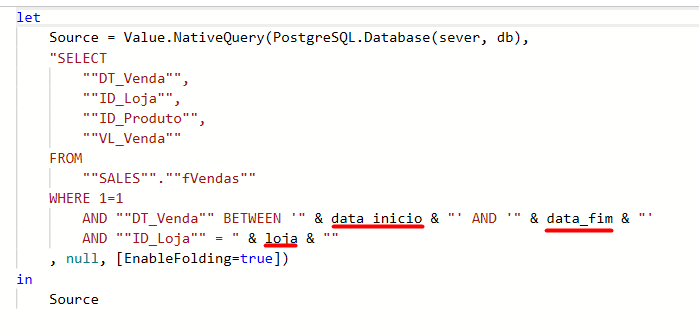 let
Source = Value.NativeQuery(PostgreSQL.Database(sever, db),
"SELECT
""DT_Venda"",
""ID_Loja"",
""ID_Produto"",
""VL_Venda""
FROM
""SALES"".""fVendas""
WHERE 1=1
AND ""DT_Venda"" BETWEEN '" & data_inicio & "' AND '" & data_fim & "'
AND ""ID_Loja"" = " & loja & ""
, null, [EnableFolding=true])
in
Source